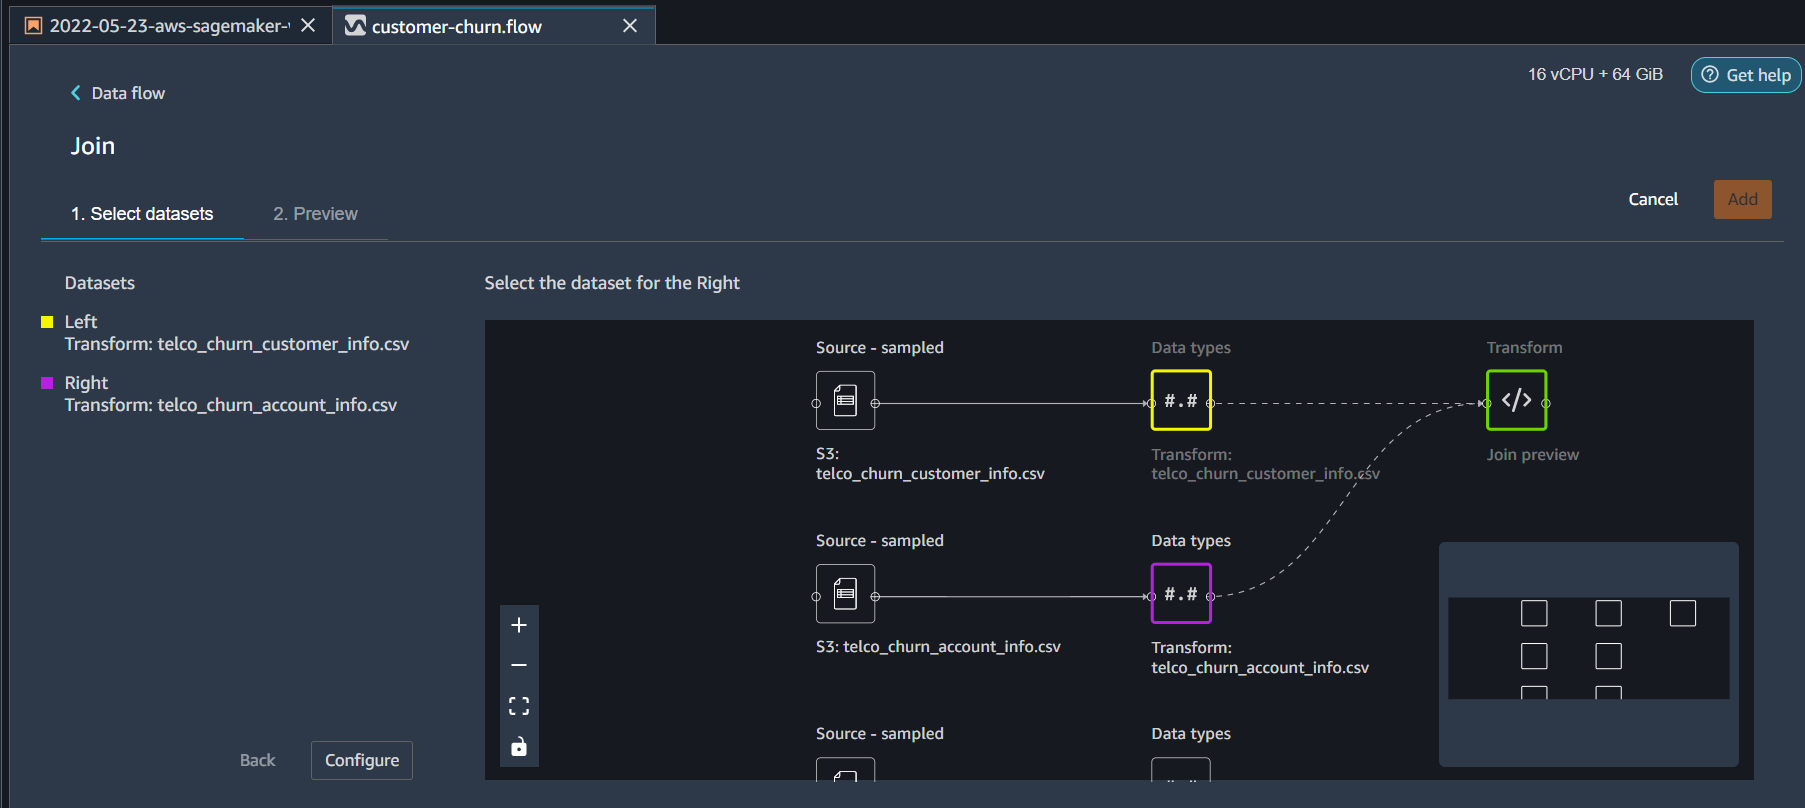 2022-05-23-aws-sagemaker-
customer-churn.flow
16 vCPU + 64 GiB
Get help
Data flow
Join
1. Select datasets
2. Preview
Cancel
Add
Datasets
Left
Transform: telco_churn_customer_info.csv
Right
Transform: telco_churn_account_info.csv
Back
Configure
Select the dataset for the Right
Source - sampled
Data types
Transform
#.#
</>
S3:
telco_churn_customer_info.csv
Transform:
telco_churn_customer_info.csv
Join preview
Source - sampled
Data types
#.#
S3: telco_churn_account_info.csv
Transform:
telco_churn_account_info.csv
Source - sampled
Data types